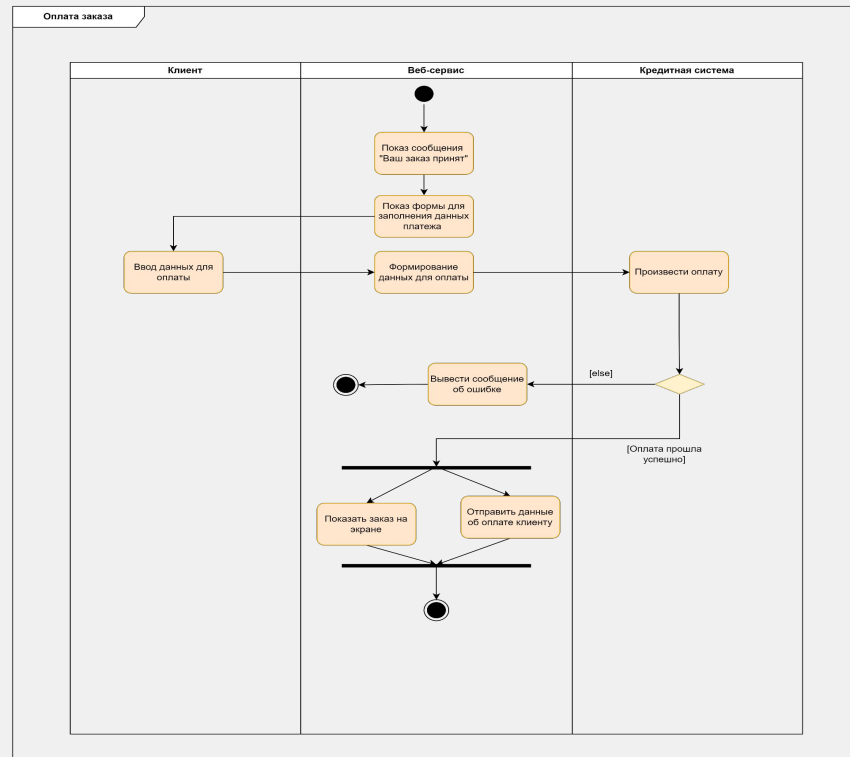 Оплата заказа
Клиент
Веб-сервис
Кредитная система
Показ сообщения
"Ваш заказ принят"
Показ формы для
заполнения данных
платежа
Ввод данных для
оплаты
Формирование
данных для оплаты
Произвести оплату
Вывести сообщение
об ошибке
[else]
[Оплата прошла
успешно]
Показать заказ на
экране
Отправить данные
об оплате клиенту